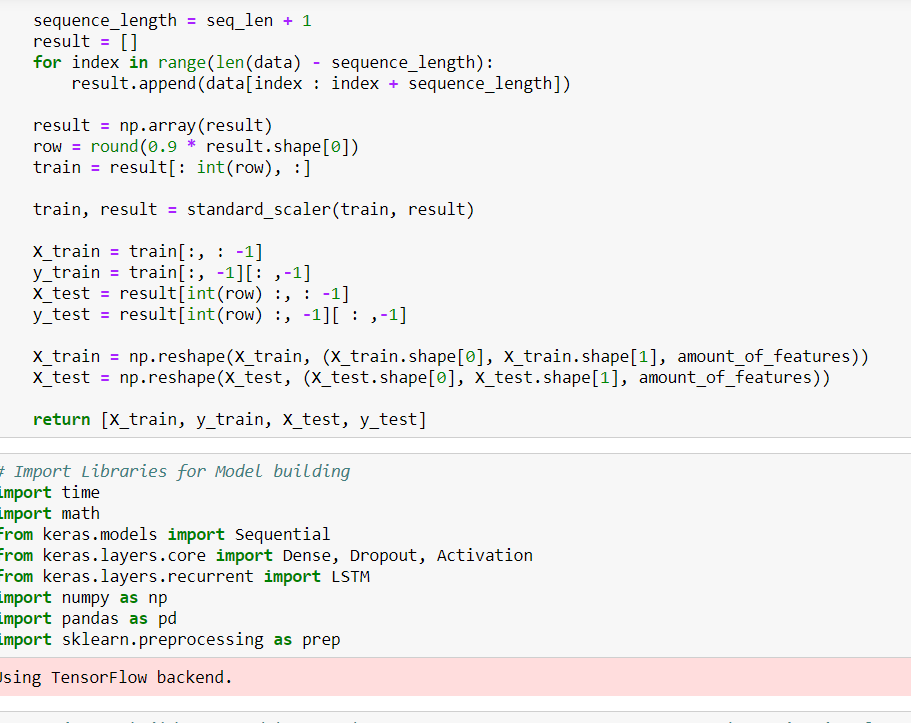 sequence_length = seq_len + 1
result = []
for index in range(len(data) - sequence_length):
result.append(data[index : index + sequence_length])
result = np.array(result)
row = round(0.9 * result.shape[0])
train = result[: int(row), :]
train, result = standard_scaler(train, result)
X_train = train[:, : -1]
y_train = train[:, -1][: ,-1]
X_test = result[int(row) :, : -1]
y_test = result[int(row) :, -1][ : ,-1]
X_train = np.reshape(X_train, (X_train.shape[0], X_train.shape[1], amount_of_features))
X_test = np.reshape(X_test, (X_test.shape[0], X_test.shape[1], amount_of_features))
return [X_train, y_train, X_test, y_test]
# Import Libraries for Model building
import time
import math
from keras.models import Sequential
from keras.layers.core import Dense, Dropout, Activation
from keras.layers.recurrent import LSTM
import numpy as np
import pandas as pd
import sklearn.preprocessing as prep
Using TensorFlow backend.